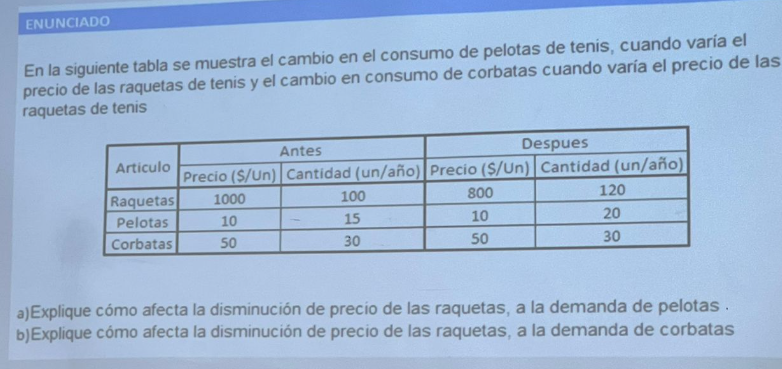 ENUNCIADO
En la siguiente tabla se muestra el cambio en el consumo de pelotas de tenis, cuando varía el
precio de las raquetas de tenis y el cambio en consumo de corbatas cuando varía el precio de las
raquetas de tenis
Artículo Antes Despues
Precio ($/Un) Cantidad (un/año) Precio ($/Un) Cantidad (un/año)
Raquetas 1000 100 800 120
Pelotas 10 15 10 20
Corbatas 50 30 50 30
a)Explique cómo afecta la disminución de precio de las raquetas, a la demanda de pelotas .
b)Explique cómo afecta la disminución de precio de las raquetas, a la demanda de corbatas